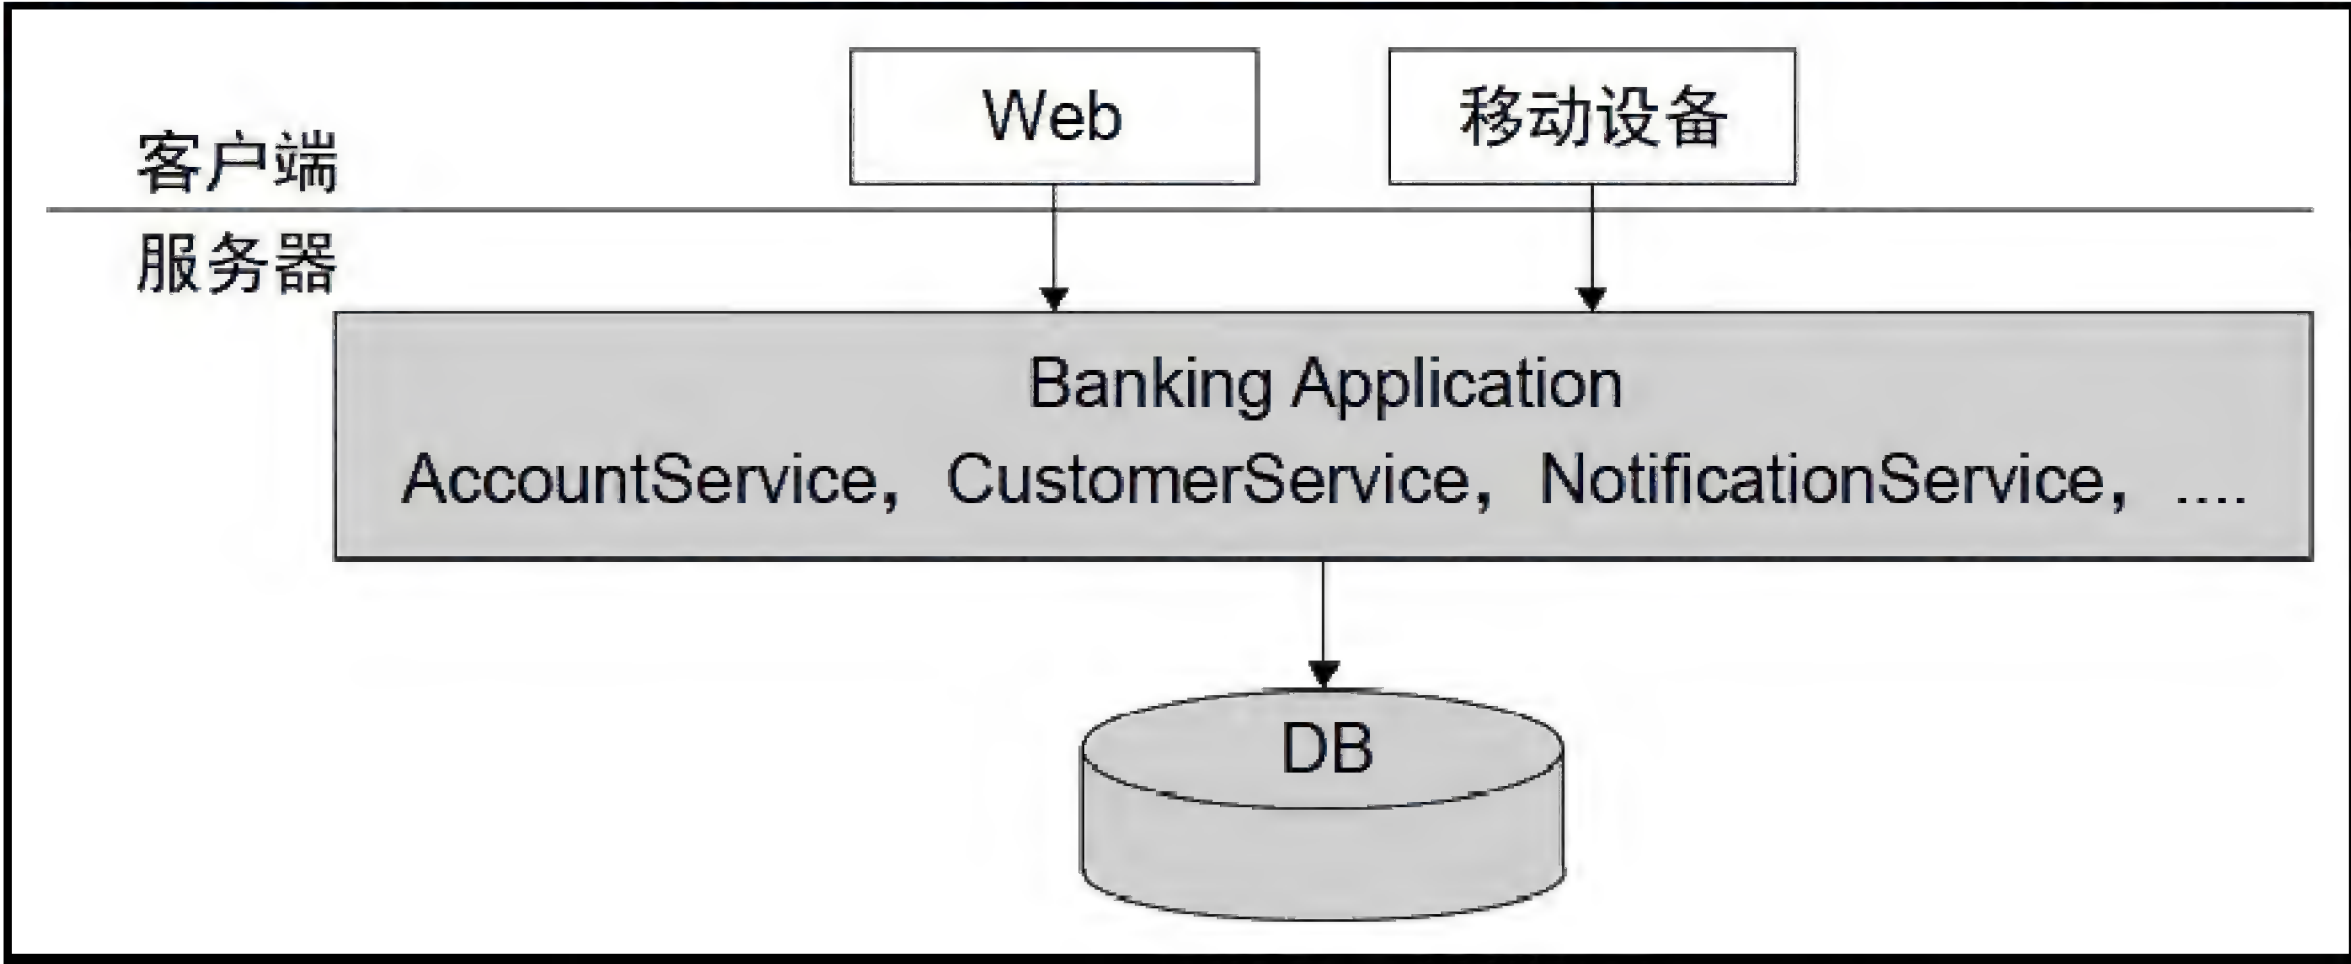 Web
移动设备
客户端
服务器
Banking Application
AccountService，CustomerService，NotificationService，....
DB